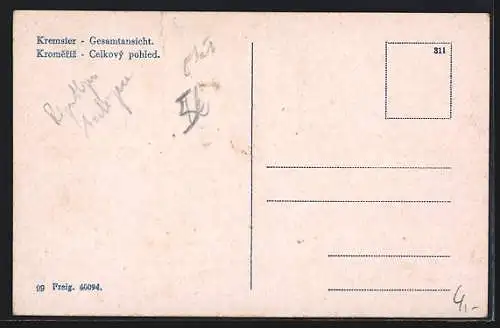 Kremsier - Gesamtansicht.
Kroměříž - Celkový pohled.
311
99 Freig. 46094.
4,-